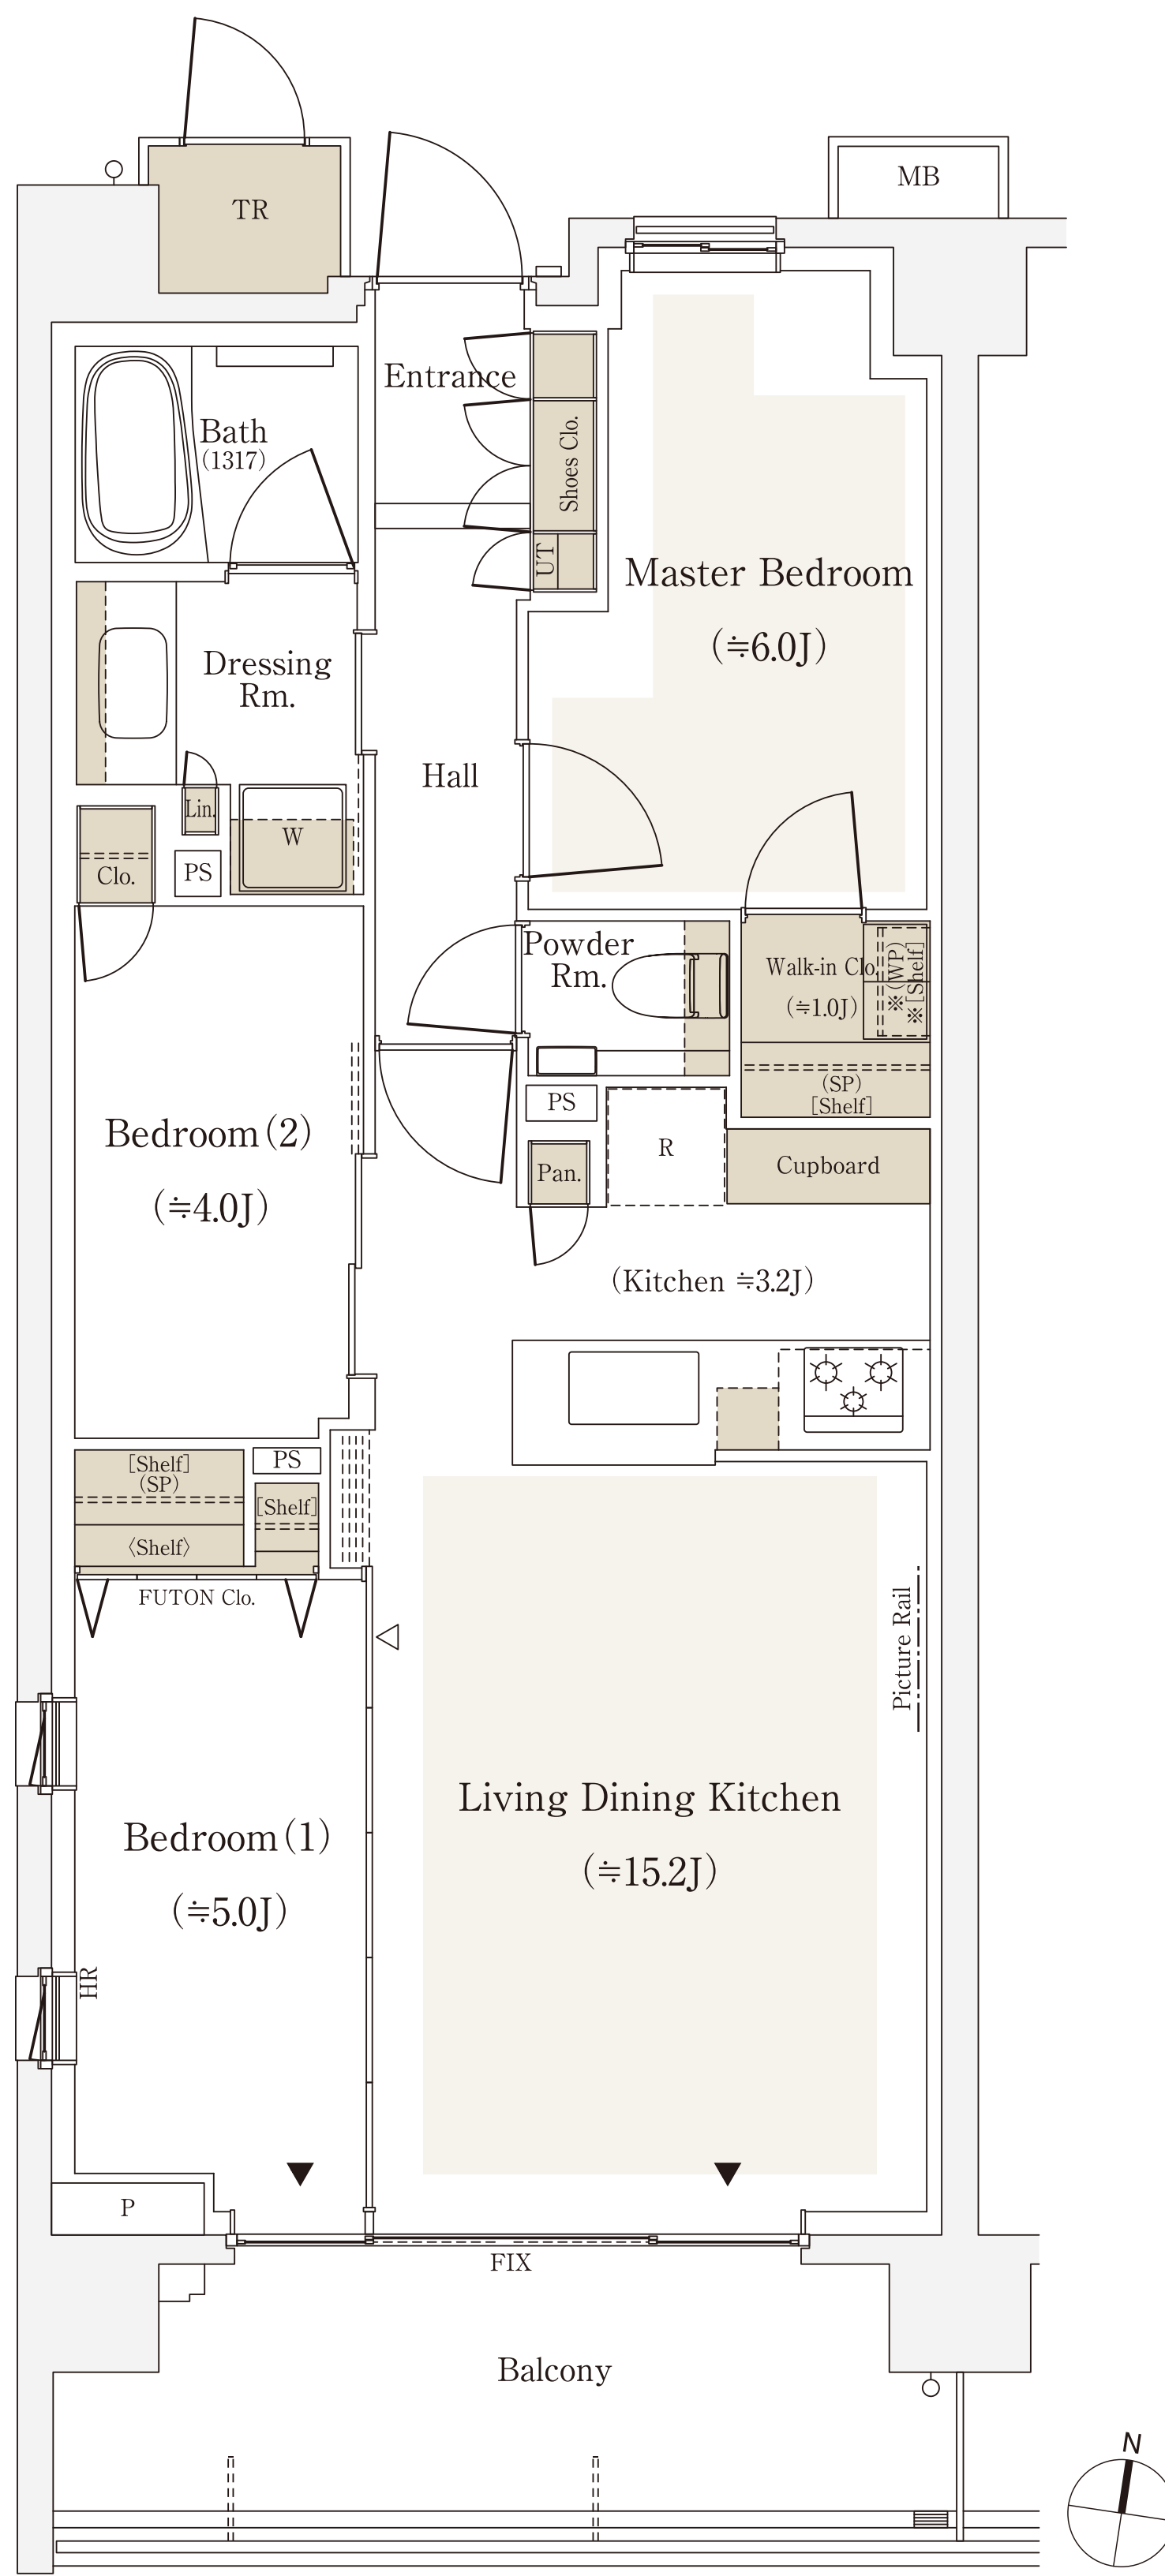 MB
TR
Entrance
Bath
(1317)
Shoes Clo.
UT
Master Bedroom
(≒6.0J)
Dressing
Rm.
Hall
Lin.
W
Clo.
PS
Powder
Rm.
Walk-in Clo.
(≒1.0J)
※(WP)
※[Shelf]
(SP)
[Shelf]
PS
Bedroom(2)
(≒4.0J)
R
Pan.
Cupboard
(Kitchen ≒3.2J)
[Shelf]
(SP)
PS
[Shelf]
〈Shelf〉
FUTON Clo.
Picture Rail
Living Dining Kitchen
(≒15.2J)
Bedroom(1)
(≒5.0J)
HR
P
FIX
Balcony
N